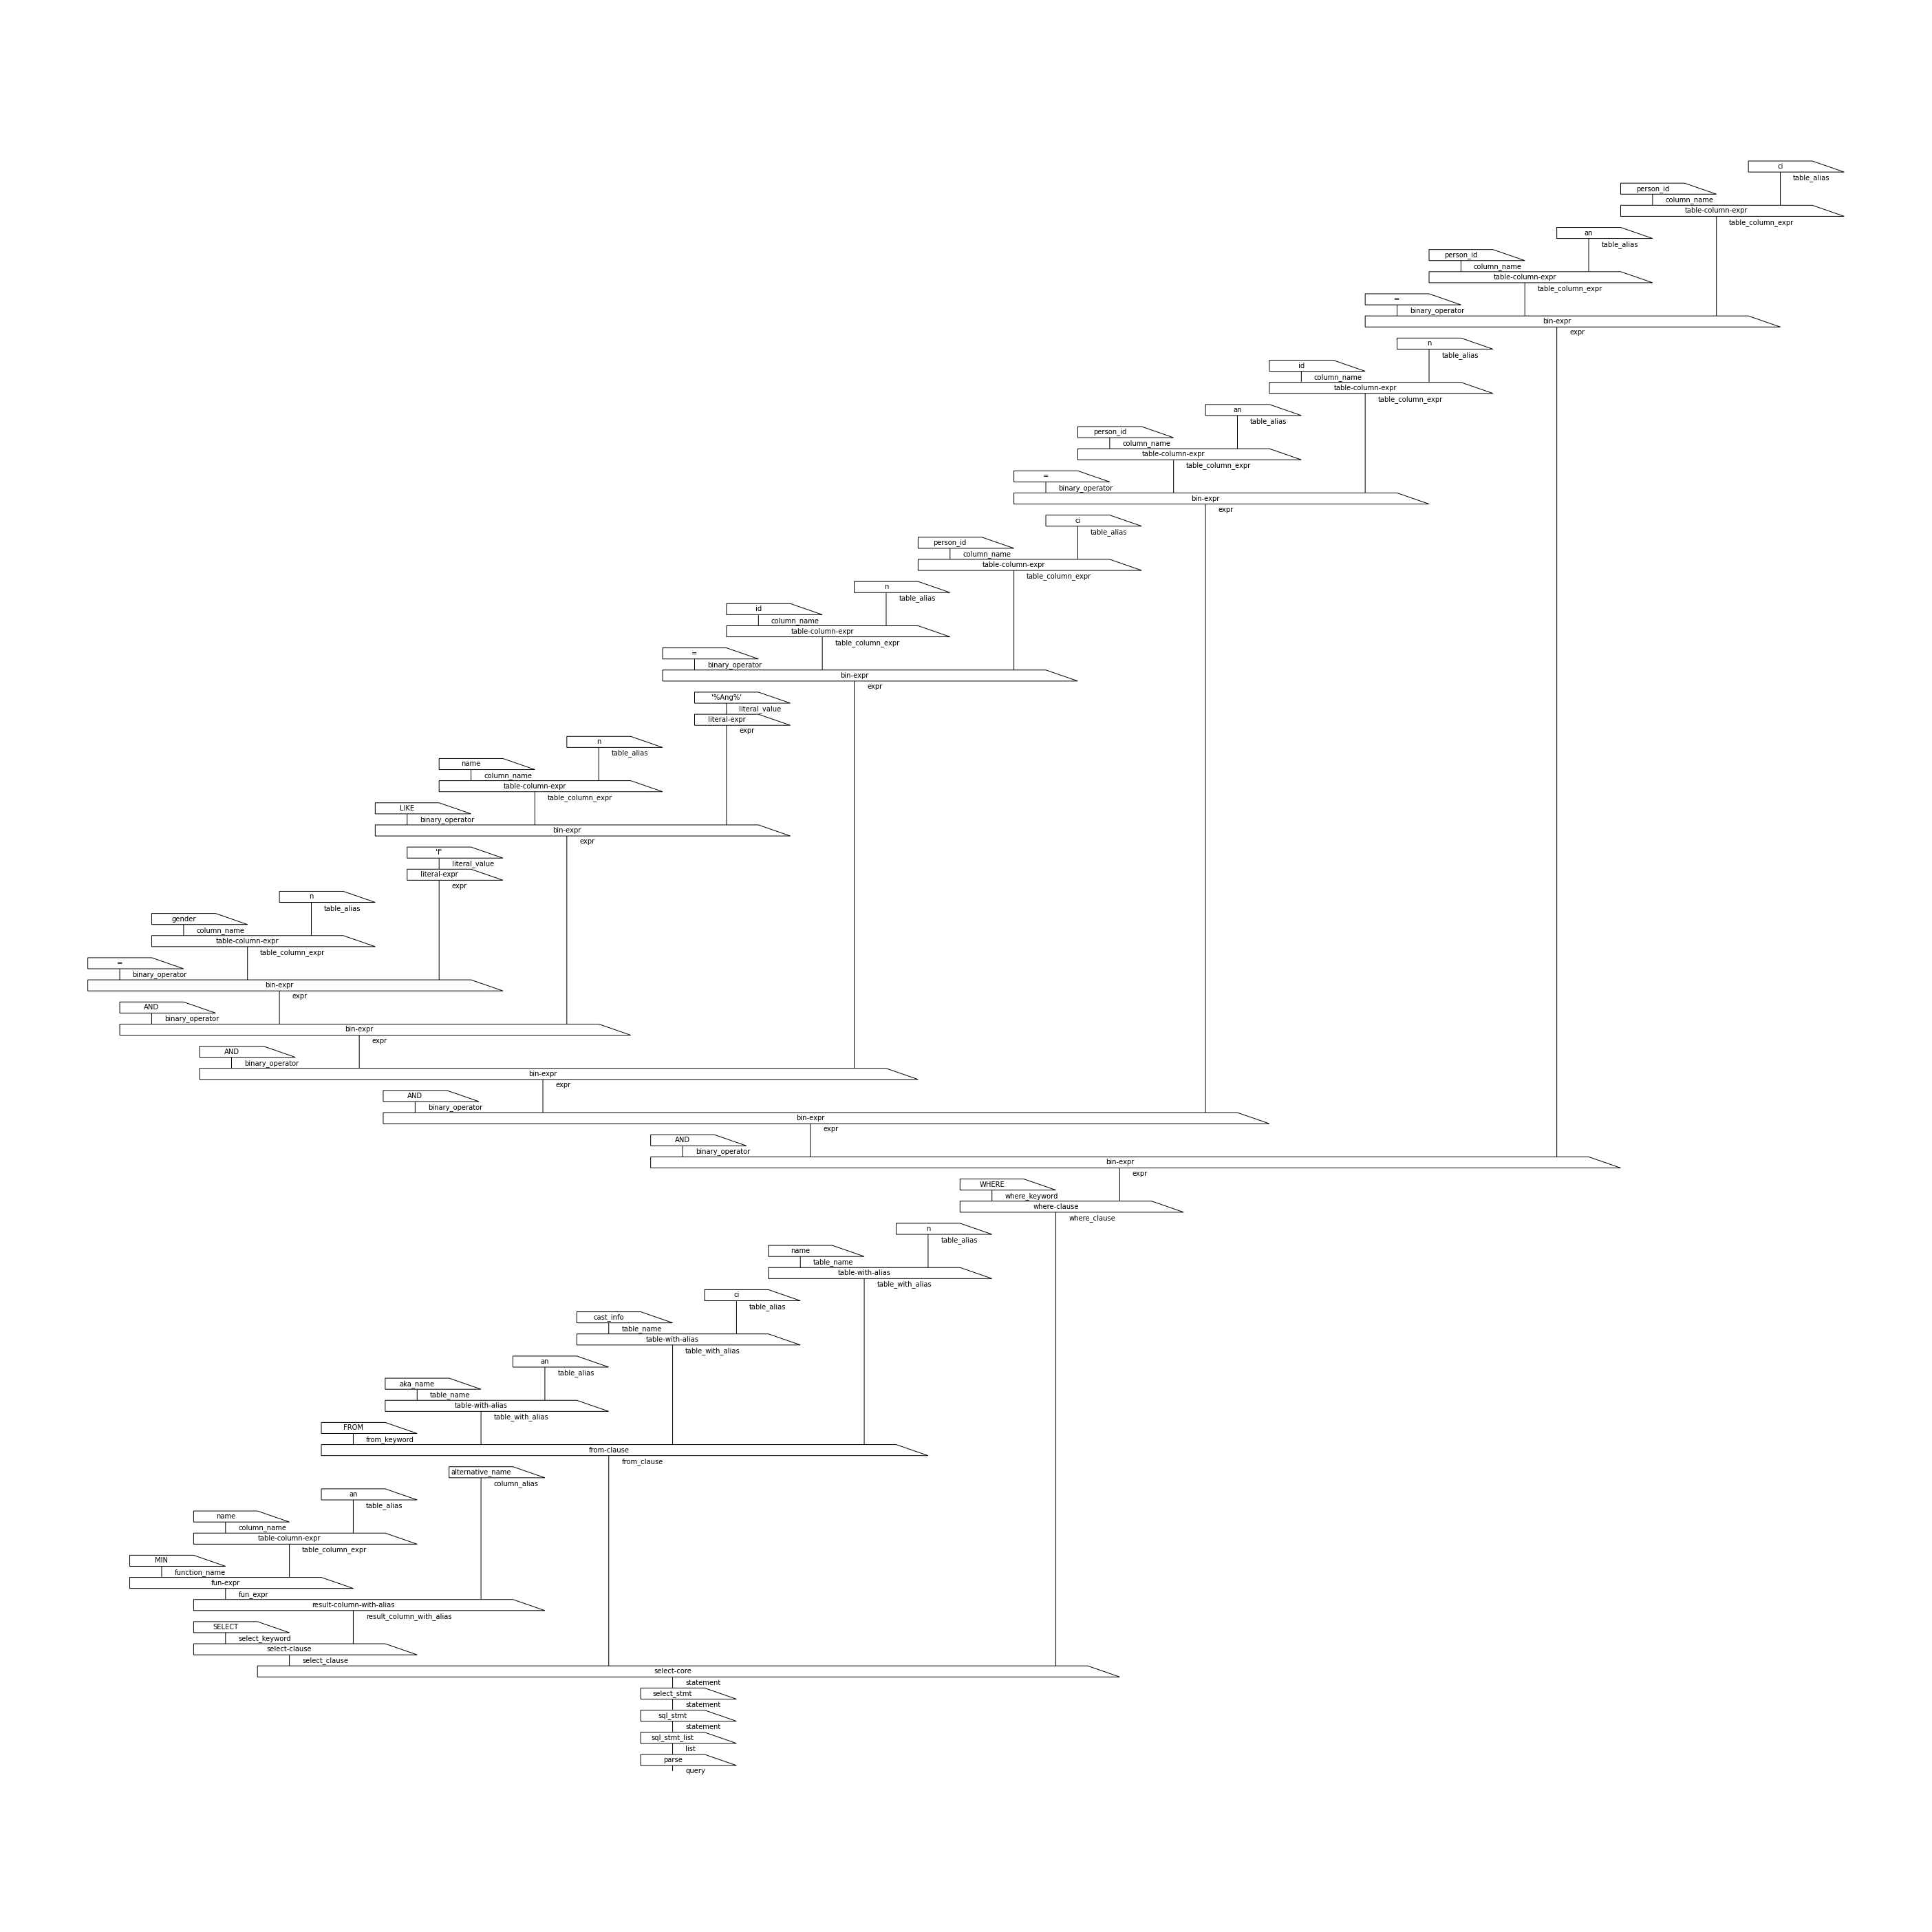 ci
table_alias
person_id
column_name
table-column-expr
table_column_expr
an
table_alias
person_id
column_name
table-column-expr
table_column_expr
=
binary_operator
bin-expr
expr
n
table_alias
id
column_name
table-column-expr
table_column_expr
an
table_alias
person_id
column_name
table-column-expr
table_column_expr
=
binary_operator
bin-expr
expr
ci
table_alias
person_id
column_name
table-column-expr
table_column_expr
n
table_alias
id
column_name
table-column-expr
table_column_expr
=
binary_operator
bin-expr
expr
'%Ang%'
literal_value
literal-expr
expr
n
table_alias
name
column_name
table-column-expr
table_column_expr
LIKE
binary_operator
bin-expr
expr
'f'
literal_value
literal-expr
expr
n
table_alias
gender
column_name
table-column-expr
table_column_expr
=
binary_operator
bin-expr
expr
AND
binary_operator
bin-expr
expr
AND
binary_operator
bin-expr
expr
AND
binary_operator
bin-expr
expr
AND
binary_operator
bin-expr
expr
WHERE
where_keyword
where-clause
where_clause
n
table_alias
name
table_name
table-with-alias
table_with_alias
ci
table_alias
cast_info
table_name
table-with-alias
table_with_alias
an
table_alias
aka_name
table_name
table-with-alias
table_with_alias
FROM
from_keyword
from-clause
from_clause
alternative_name
column_alias
an
table_alias
name
column_name
table-column-expr
table_column_expr
MIN
function_name
fun-expr
fun_expr
result-column-with-alias
result_column_with_alias
SELECT
select_keyword
select-clause
select_clause
select-core
statement
select_stmt
statement
sql_stmt
statement
sql_stmt_list
list
parse
query